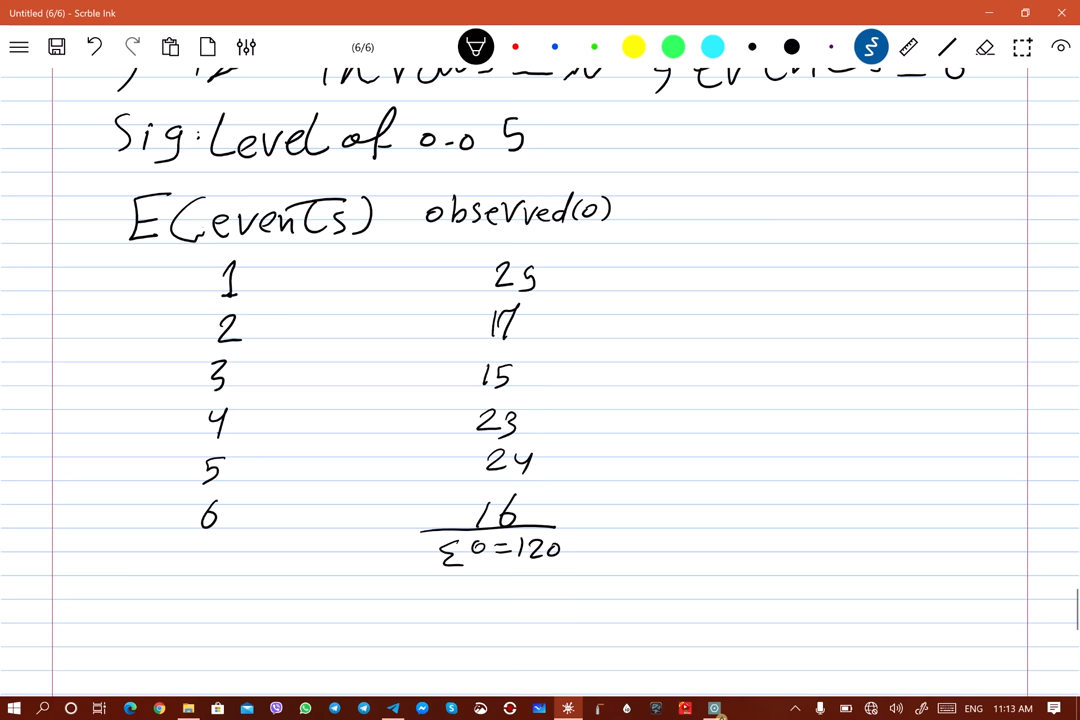 Untitled (6/6) - Scrble Ink
(6/6)
Sig: Level of 0.05
E(events) observed(o)
1 25
2 17
3 15
4 23
5 24
6 16
Σo=120
ENG 11:13 AM